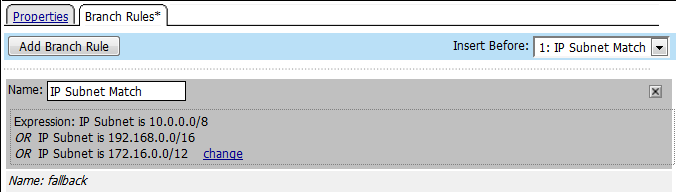 Properties Branch Rules*
Add Branch Rule Insert Before: 1: IP Subnet Match
Name: IP Subnet Match
Expression: IP Subnet is 10.0.0.0/8
OR IP Subnet is 192.168.0.0/16
OR IP Subnet is 172.16.0.0/12 change
Name: fallback